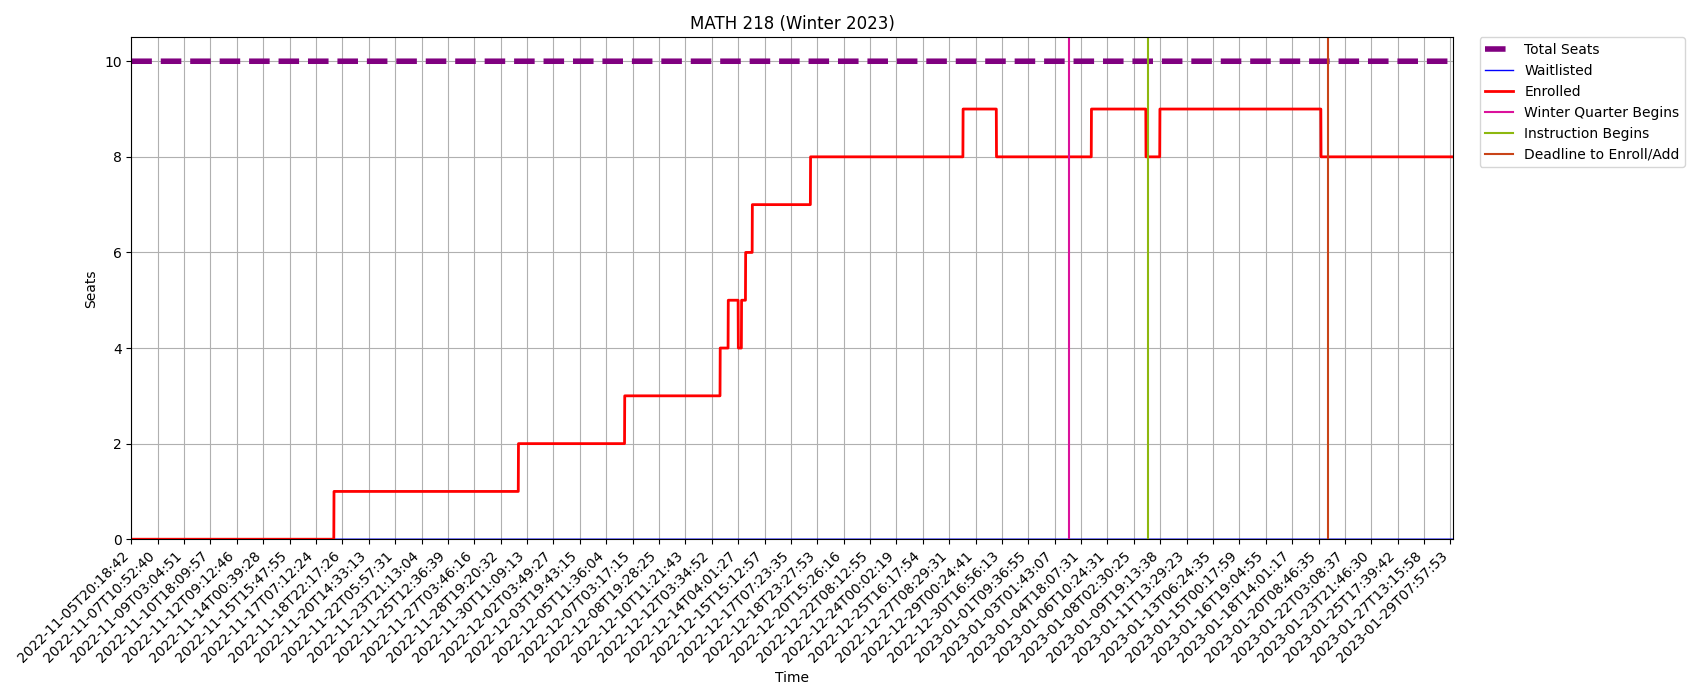 MATH 218 (Winter 2023)
Total Seats
Waitlisted
Enrolled
Winter Quarter Begins
Instruction Begins
Deadline to Enroll/Add
Seats
10
8
6
4
2
0
2022-11-05T20:18:42
2022-11-07T10:52:40
2022-11-09T03:04:51
2022-11-10T18:09:57
2022-11-12T09:12:46
2022-11-14T00:39:28
2022-11-15T15:47:55
2022-11-17T07:12:24
2022-11-18T22:17:26
2022-11-20T14:33:13
2022-11-22T05:57:31
2022-11-23T21:13:04
2022-11-25T12:36:39
2022-11-27T03:46:16
2022-11-28T19:20:32
2022-11-30T11:09:13
2022-12-02T03:49:27
2022-12-03T19:43:15
2022-12-05T11:36:04
2022-12-07T03:17:15
2022-12-08T19:28:25
2022-12-10T11:21:43
2022-12-12T03:34:52
2022-12-14T04:01:27
2022-12-15T15:12:57
2022-12-17T07:23:35
2022-12-18T23:27:53
2022-12-20T15:26:16
2022-12-22T08:12:55
2022-12-24T00:02:19
2022-12-25T16:17:54
2022-12-27T08:29:31
2022-12-29T00:24:41
2022-12-30T16:56:13
2023-01-01T09:36:55
2023-01-03T01:43:07
2023-01-04T18:07:31
2023-01-06T10:24:31
2023-01-08T02:30:25
2023-01-09T19:13:38
2023-01-11T13:29:23
2023-01-13T06:24:35
2023-01-15T00:17:59
2023-01-16T19:04:55
2023-01-18T14:01:17
2023-01-20T08:46:35
2023-01-22T03:08:37
2023-01-23T21:46:30
2023-01-25T17:39:42
2023-01-27T13:15:58
2023-01-29T07:57:53
Time